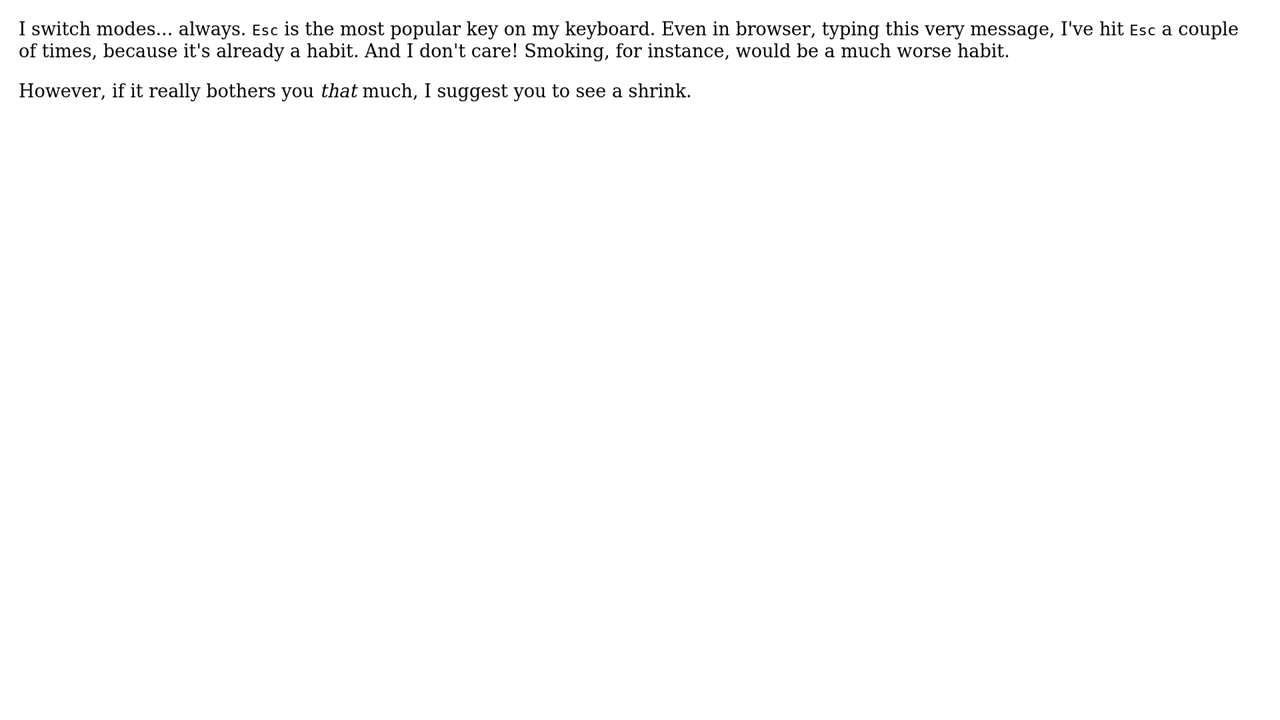 I switch modes... always. Esc is the most popular key on my keyboard. Even in browser, typing this very message, I've hit Esc a couple
of times, because it's already a habit. And I don't care! Smoking, for instance, would be a much worse habit.
However, if it really bothers you that much, I suggest you to see a shrink.